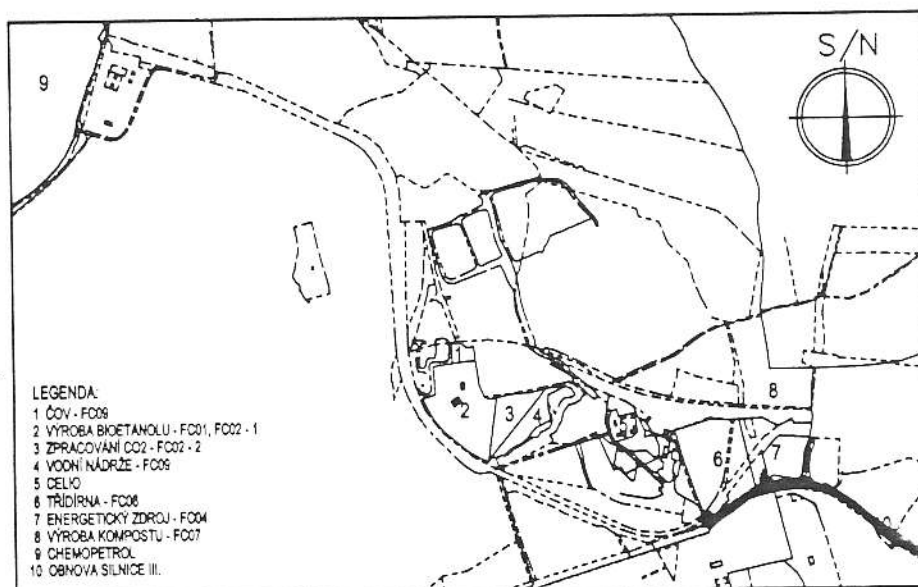 9
S/N
1
2
3
4
5
6
7
8
LEGENDA:
1 ČOV - FC09
2 VÝROBA BIOETANOLU - FC01, FC02 - 1
3 ZPRACOVÁNÍ CO2 - FC02 - 2
4 VODNÍ NÁDRŽE - FC09
5 CELIO
6 TŘÍDÍRNA - FC06
7 ENERGETICKÝ ZDROJ - FC04
8 VÝROBA KOMPOSTU - FC07
9 CHEMOPETROL
10 OBNOVA SILNICE III.